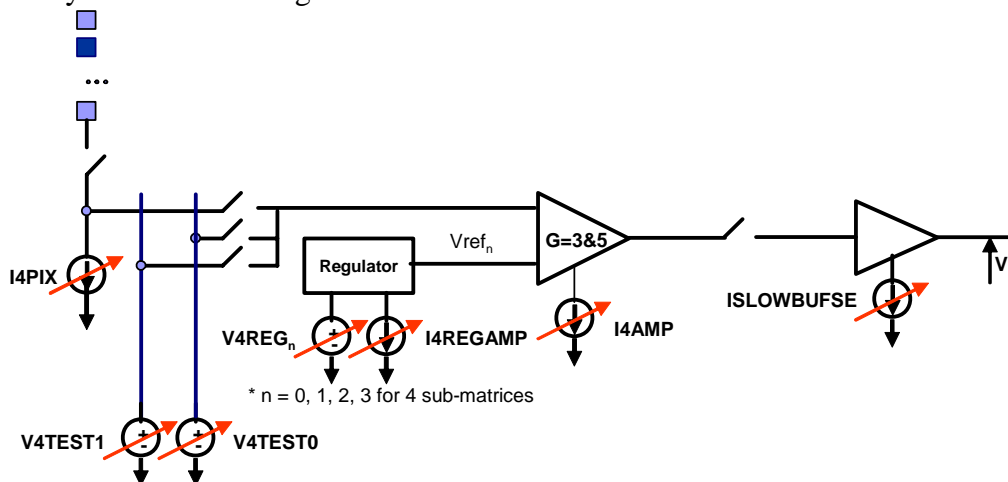 ...
Vref n
G=3&5
Regulator
I4PIX
V
ISLOWBUFSE
V4REG n
I4REGAMP
I4AMP
* n = 0, 1, 2, 3 for 4 sub-matrices
V4TEST1
V4TEST0